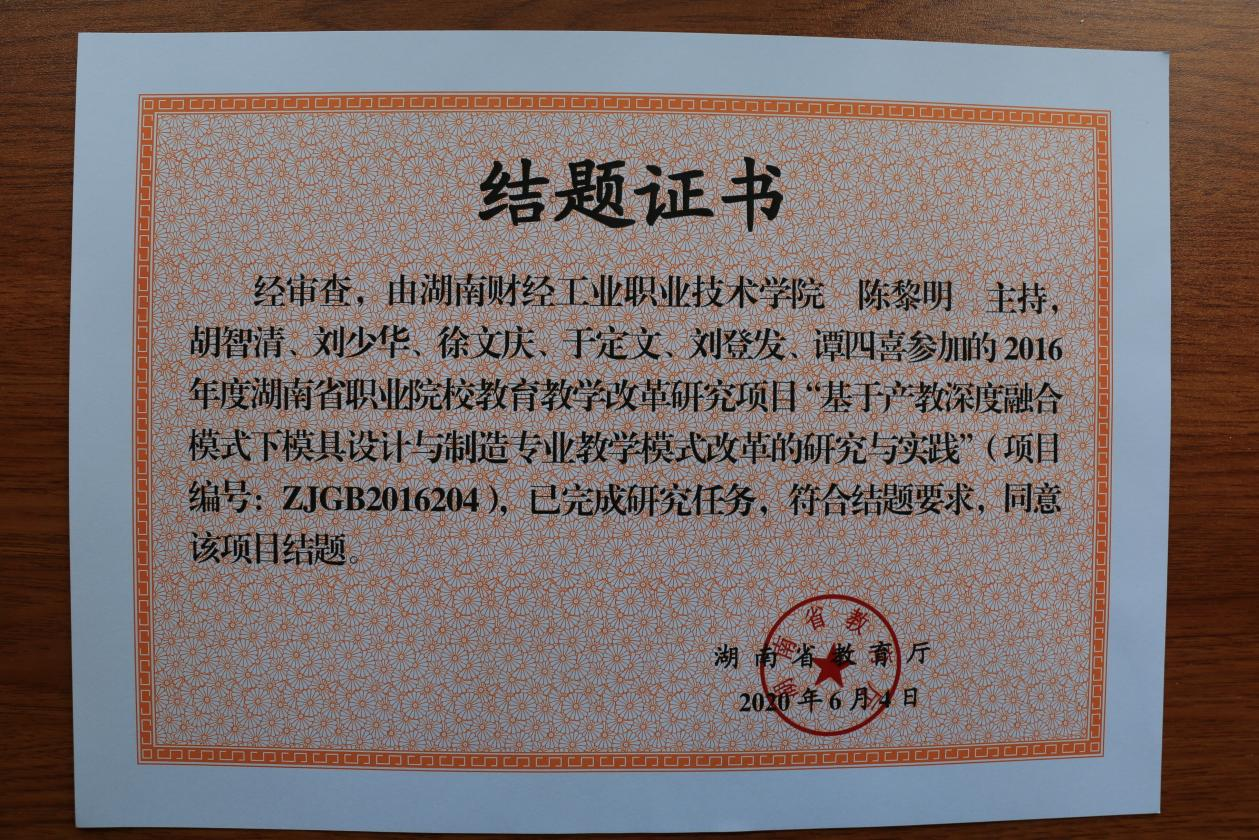 结题证书
经审查，由湖南财经工业职业技术学院 陈黎明 主持，
胡智清、刘少华、徐文庆、于定文、刘登发、谭四喜参加的2016
年度湖南省职业院校教育教学改革研究项目“基于产教深度融合
模式下模具设计与制造专业教学模式改革的研究与实践”（项目
编号：ZJGB2016204），已完成研究任务，符合结题要求，同意
该项目结题。
湖南省教育厅
2020年6月4日
湖南省教育厅